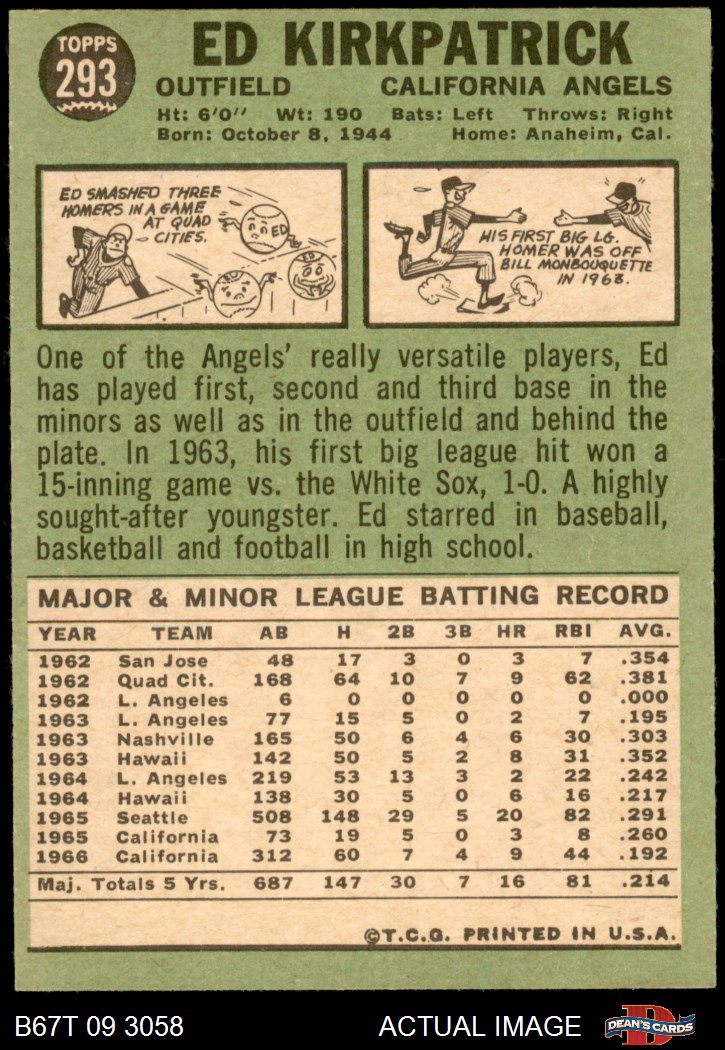 TOPPS
293
ED KIRKPATRICK
OUTFIELD CALIFORNIA ANGELS
Ht: 6'0'' Wt: 190 Bats: Left Throws: Right
Born: October 8, 1944 Home: Anaheim, Cal.
ED SMASHED THREE
HOMERS IN A GAME
AT QUAD
CITIES.
ED
HIS FIRST BIG LG.
HOMER WAS OFF
BILL MONBOUQUETTE
IN 1963.
One of the Angels' really versatile players, Ed
has played first, second and third base in the
minors as well as in the outfield and behind the
plate. In 1963, his first big league hit won a
15-inning game vs. the White Sox, 1-0. A highly
sought-after youngster. Ed starred in baseball,
basketball and football in high school.
MAJOR & MINOR LEAGUE BATTING RECORD
YEAR TEAM AB H 2B 3B HR RBI AVG.
1962 San Jose 48 17 3 0 3 7 .354
1962 Quad Cit. 168 64 10 7 9 62 .381
1962 L. Angeles 6 0 0 0 0 0 .000
1963 L. Angeles 77 15 5 0 2 7 .195
1963 Nashville 165 50 6 4 6 30 .303
1963 Hawaii 142 50 5 2 8 31 .352
1964 L. Angeles 219 53 13 3 2 22 .242
1964 Hawaii 138 30 5 0 6 16 .217
1965 Seattle 508 148 29 5 20 82 .291
1965 California 73 19 5 0 3 8 .260
1966 California 312 60 7 4 9 44 .192
Maj. Totals 5 Yrs. 687 147 30 7 16 81 .214
©T.C.G. PRINTED IN U.S.A.
B67T 09 3058 ACTUAL IMAGE
D
DEAN'S CARDS